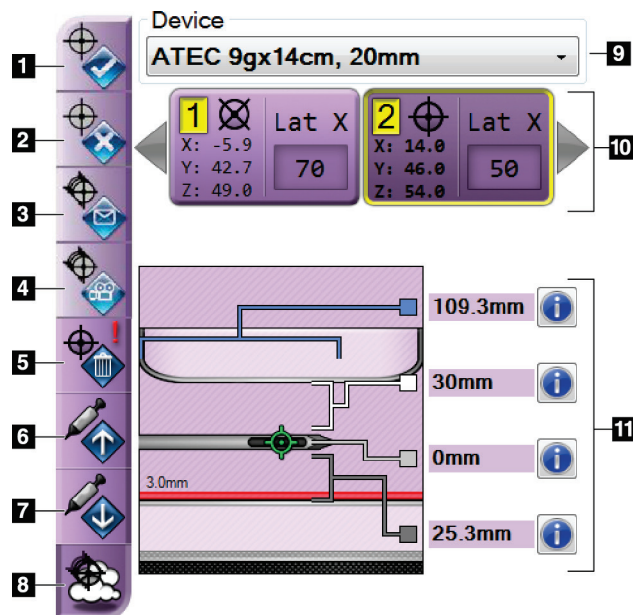 Device
ATEC 9gx14cm, 20mm
1
2
3
4
5
6
7
8
9
10
11
1
Lat X
X: -5.9
Y: 42.7
Z: 49.0
70
2
Lat X
X: 14.0
Y: 46.0
Z: 54.0
50
!
109.3mm
i
30mm
i
0mm
i
3.0mm
25.3mm
i